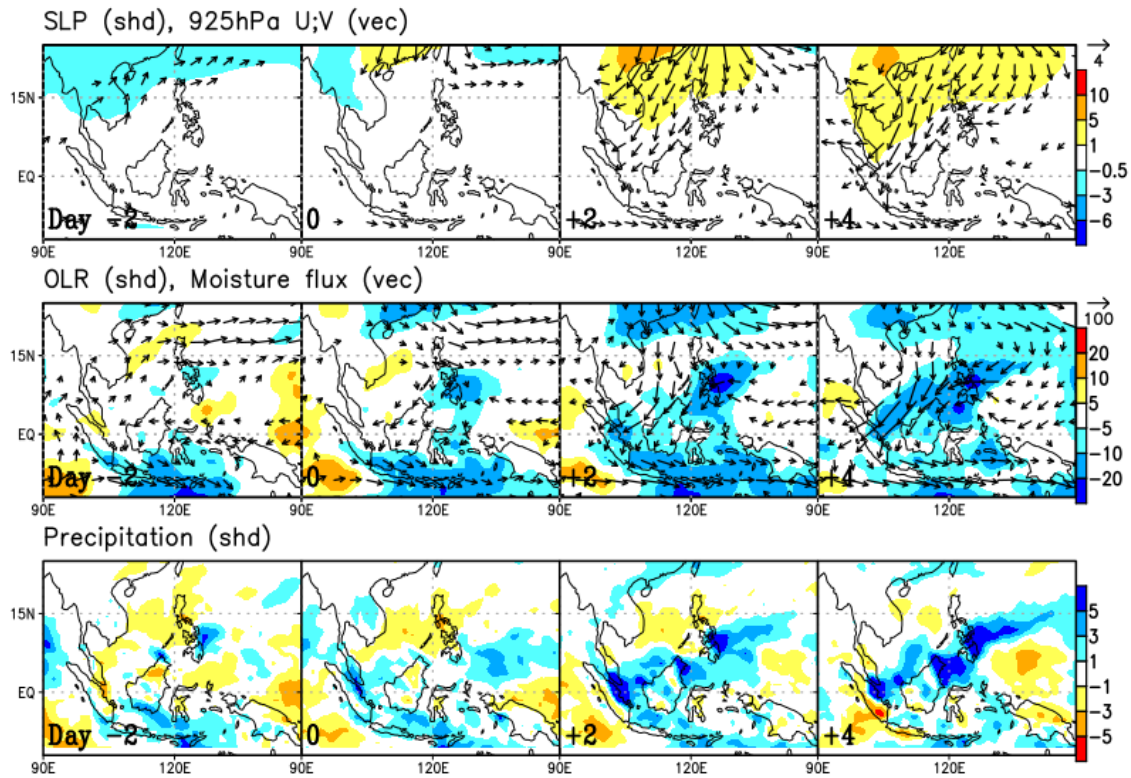 SLP (shd), 925hPa U;V (vec)
4
10
5
1
-0.5
-3
-6
15N
EQ
Day -2 0 +2 +4
90E 120E 90E 120E 90E 120E 90E 120E
OLR (shd), Moisture flux (vec)
100
20
10
5
-5
-10
-20
15N
EQ
Day -2 0 +2 +4
90E 120E 90E 120E 90E 120E 90E 120E
Precipitation (shd)
5
3
1
-1
-3
-5
15N
EQ
Day -2 0 +2 +4
90E 120E 90E 120E 90E 120E 90E 120E